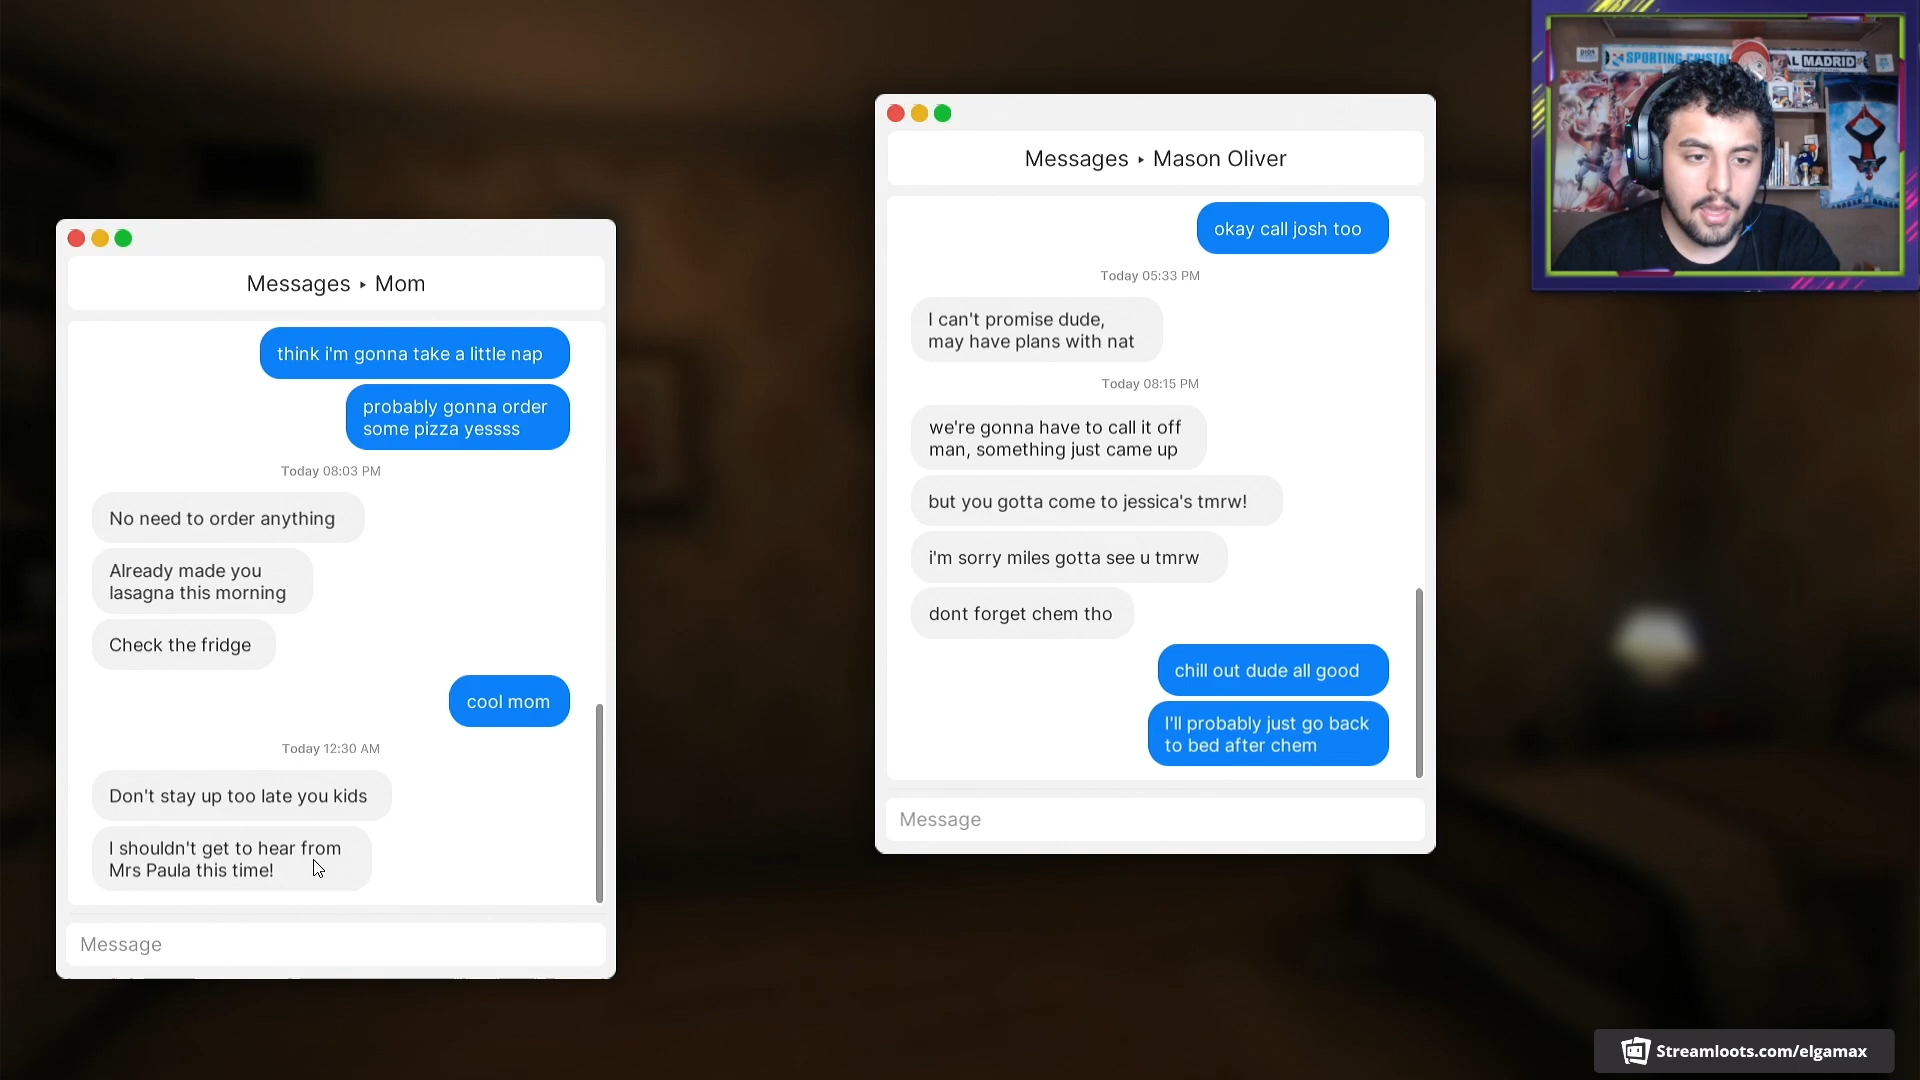 Messages ▸ Mom
think i'm gonna take a little nap
probably gonna order
some pizza yessss
Today 08:03 PM
No need to order anything
Already made you
lasagna this morning
Check the fridge
cool mom
Today 12:30 AM
Don't stay up too late you kids
I shouldn't get to hear from
Mrs Paula this time!
Message
Messages ▸ Mason Oliver
okay call josh too
Today 05:33 PM
I can't promise dude,
may have plans with nat
Today 08:15 PM
we're gonna have to call it off
man, something just came up
but you gotta come to jessica's tmrw!
i'm sorry miles gotta see u tmrw
dont forget chem tho
chill out dude all good
I'll probably just go back
to bed after chem
Message
SPORTING CRISTAL
AL MADRID
Streamloots.com/elgamax